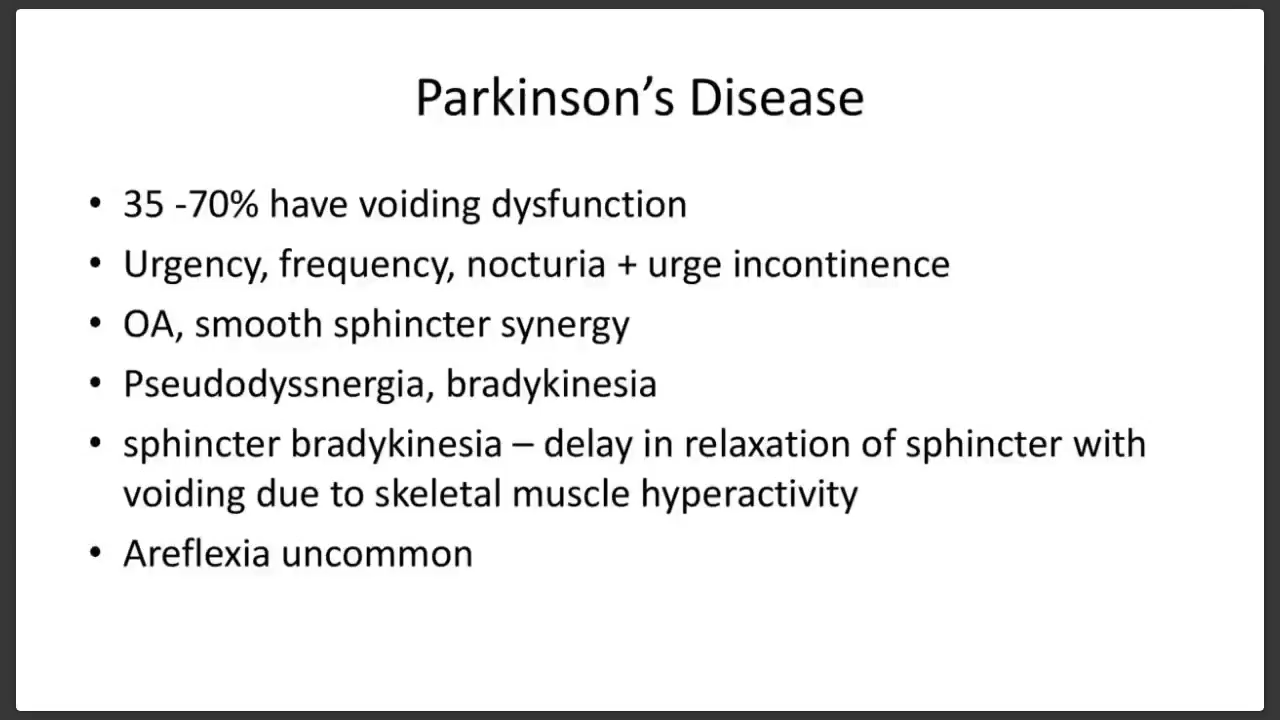 Parkinson’s Disease
• 35 -70% have voiding dysfunction
• Urgency, frequency, nocturia + urge incontinence
• OA, smooth sphincter synergy
• Pseudodyssnergia, bradykinesia
• sphincter bradykinesia – delay in relaxation of sphincter with
voiding due to skeletal muscle hyperactivity
• Areflexia uncommon